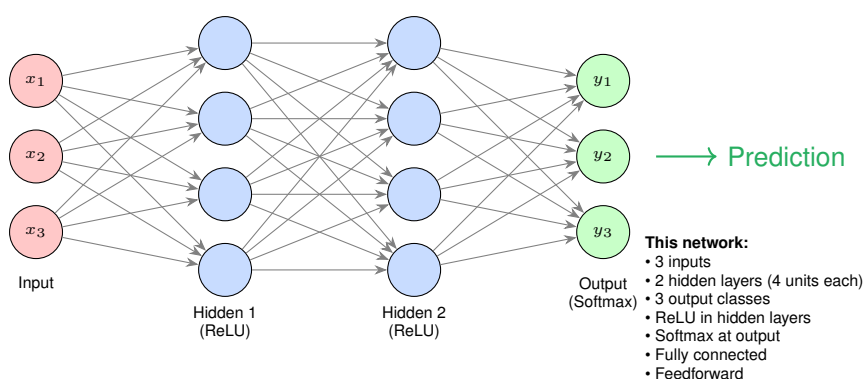 x₁
x₂
x₃
Input
Hidden 1
(ReLU)
Hidden 2
(ReLU)
y₁
y₂
y₃
Output
(Softmax)
Prediction
This network:
• 3 inputs
• 2 hidden layers (4 units each)
• 3 output classes
• ReLU in hidden layers
• Softmax at output
• Fully connected
• Feedforward